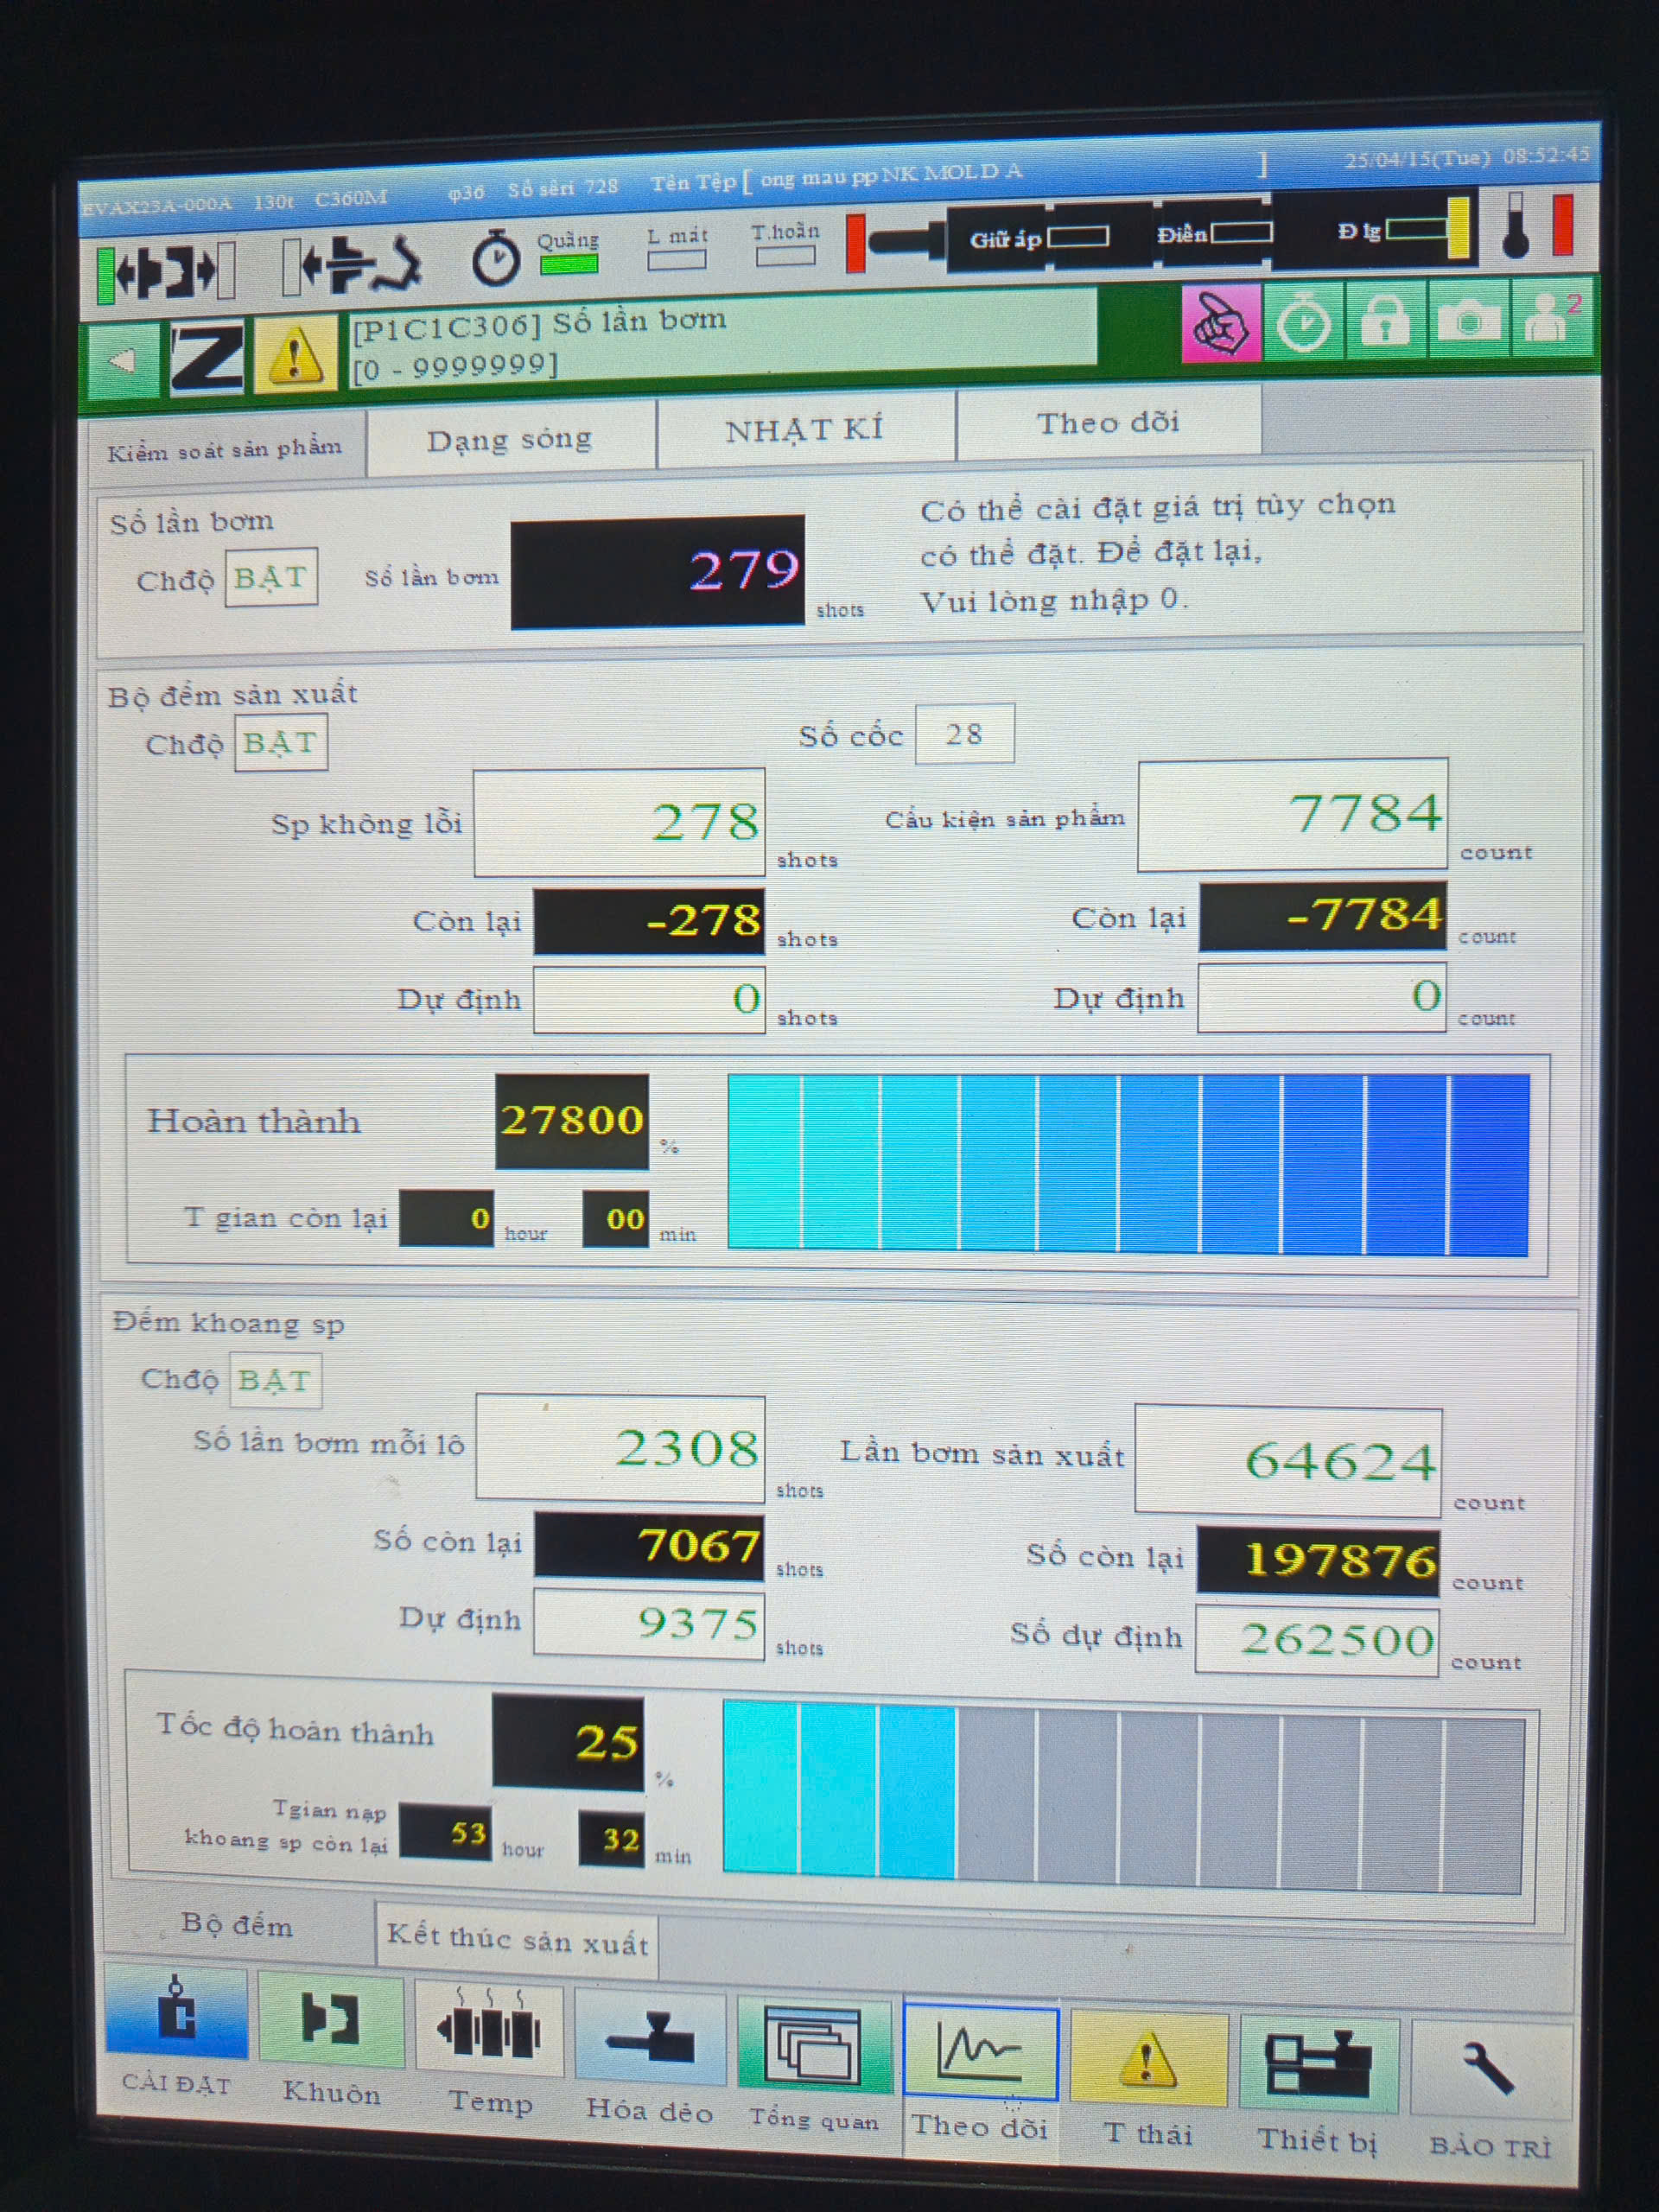 EVAX23A-000A 130t C360M φ36 Số sêri 728 Tên Tệp [ ong mau pp NK MOLD A ] 25/04/15(Tue) 08:52:45
Quãng L mát T.hoãn Giữ áp Điền Đ lg
[P1C1C306] Số lần bơm
[0 - 9999999]
2
Kiểm soát sản phẩm Dạng sóng NHẬT KÍ Theo dõi
Số lần bơm
Chđộ BẬT Số lần bơm 279 shots
Có thể cài đặt giá trị tùy chọn
có thể đặt. Để đặt lại,
Vui lòng nhập 0.
Bộ đếm sản xuất
Chđộ BẬT Số cốc 28
Sp không lỗi 278 shots Cấu kiện sản phẩm 7784 count
Còn lại -278 shots Còn lại -7784 count
Dự định 0 shots Dự định 0 count
Hoàn thành 27800 %
T gian còn lại 0 hour 00 min
Đếm khoang sp
Chđộ BẬT
Số lần bơm mỗi lô 2308 shots Lần bơm sản xuất 64624 count
Số còn lại 7067 shots Số còn lại 197876 count
Dự định 9375 shots Số dự định 262500 count
Tốc độ hoàn thành 25 %
Tgian nạp
khoang sp còn lại 53 hour 32 min
Bộ đếm Kết thúc sản xuất
CÀI ĐẶT Khuôn Temp Hóa dẻo Tổng quan Theo dõi T thái Thiết bị BẢO TRÌ